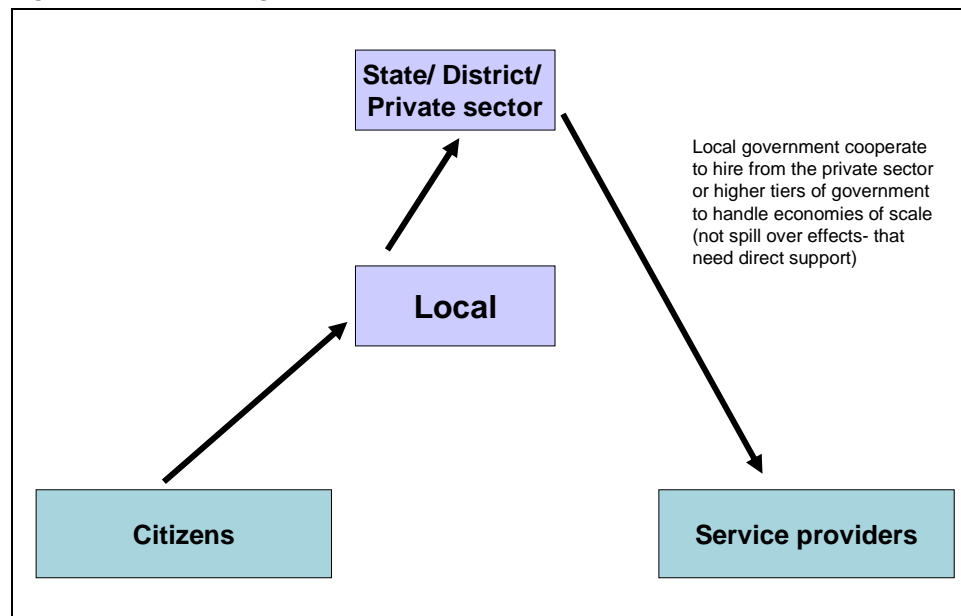 State/ District/
Private sector
Local government cooperate
to hire from the private sector
or higher tiers of government
to handle economies of scale
(not spill over effects- that
need direct support)
Local
Citizens
Service providers